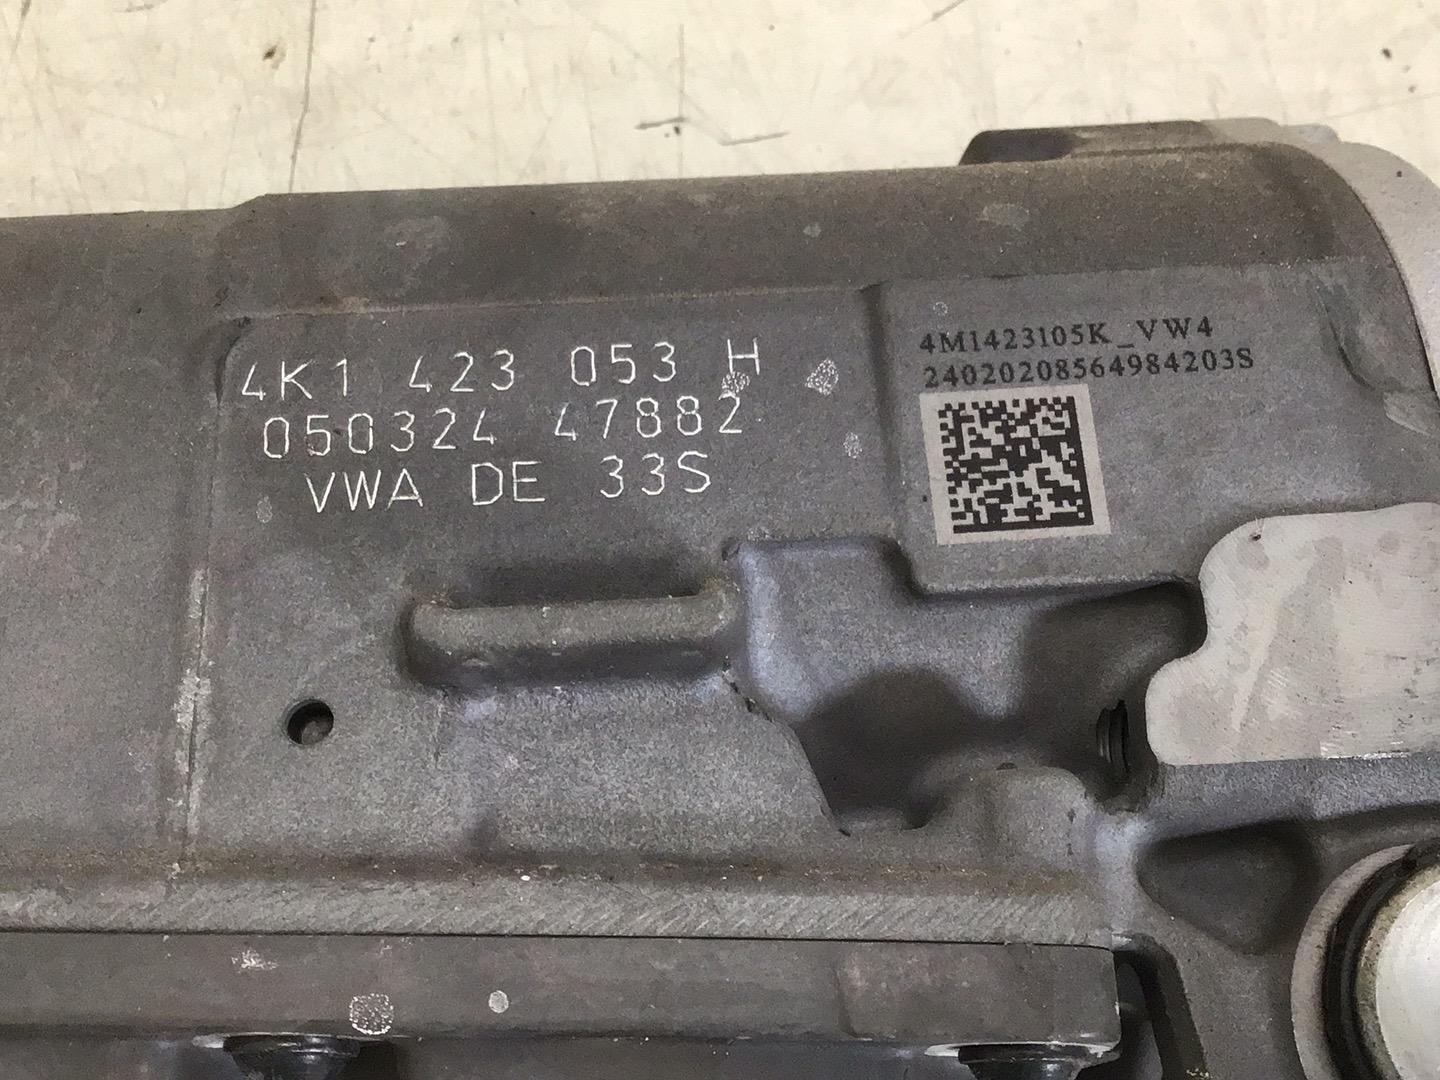 4K1 423 053 H
050324 47882
VWA DE 33S
4M1423105K_VW4
24020208564984203S